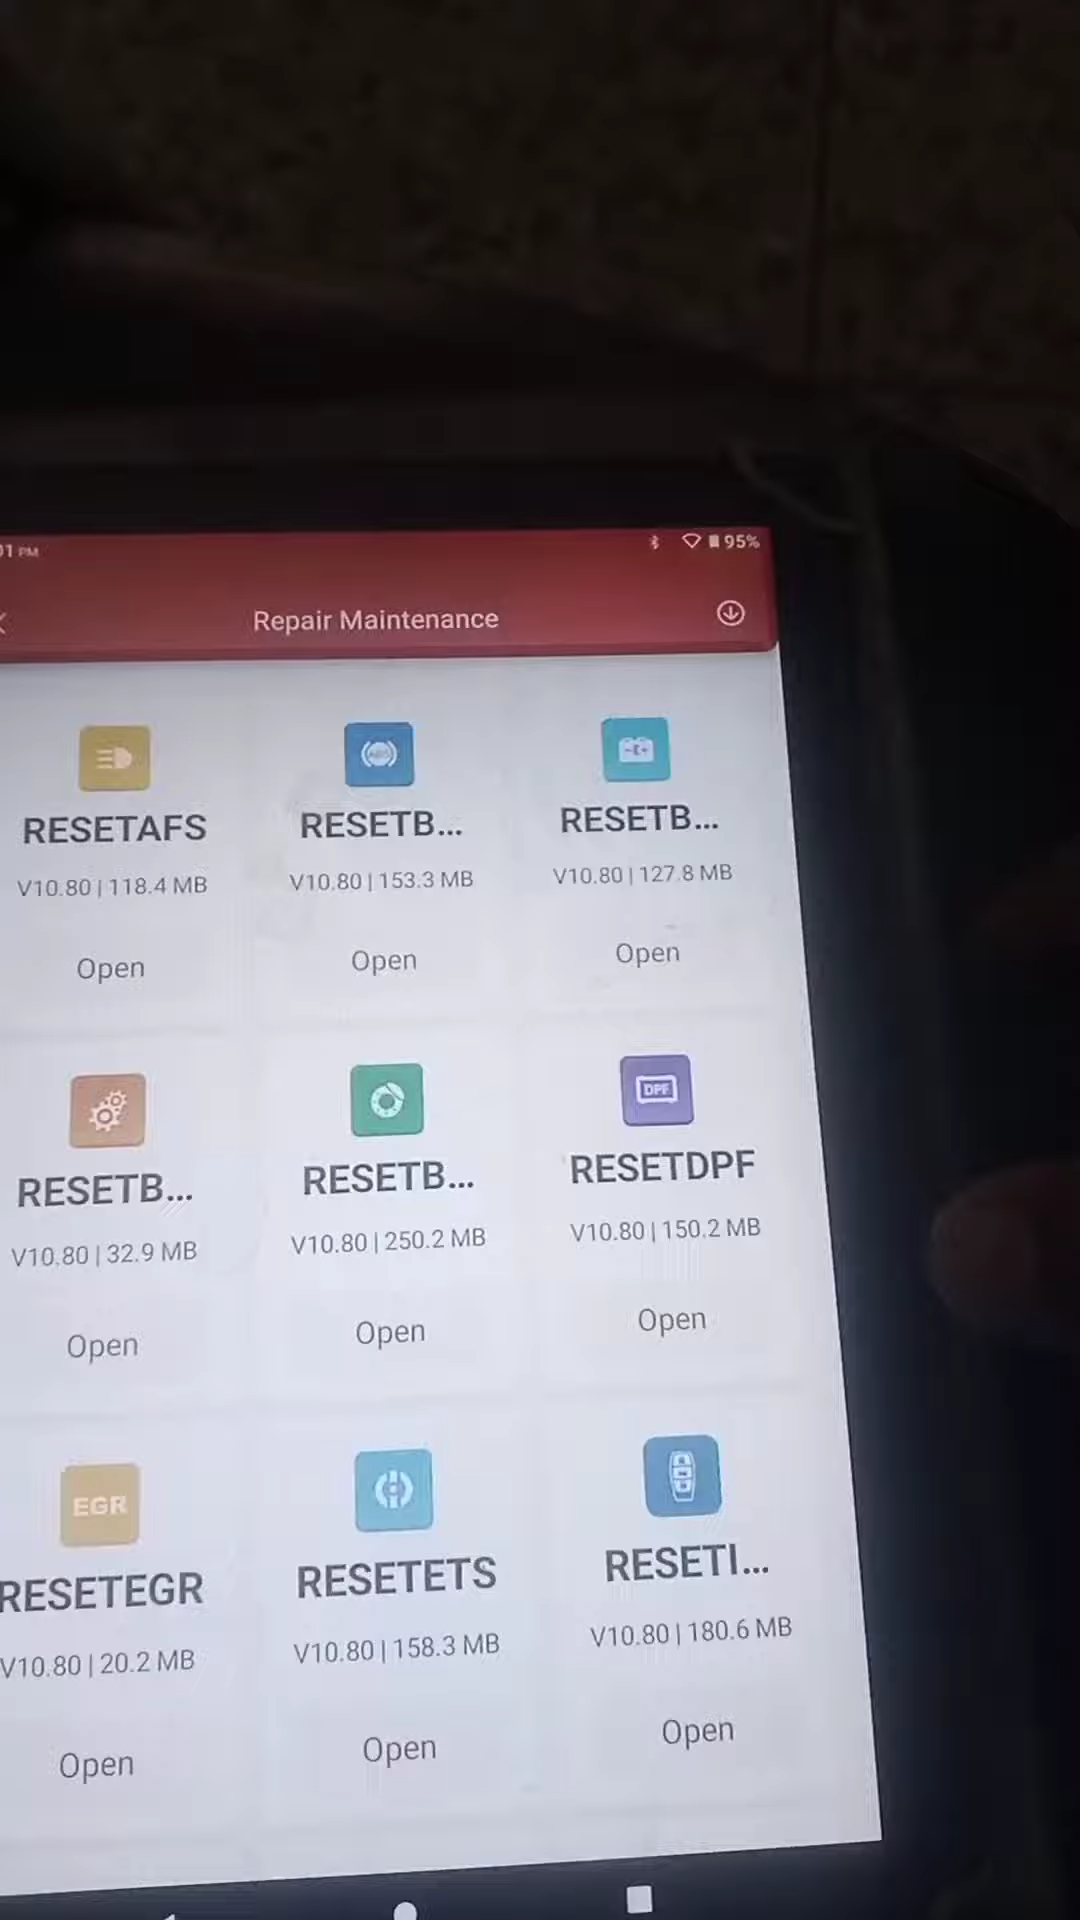 01 PM 95%
Repair Maintenance
RESETAFS RESETB... RESETB...
V10.80 | 118.4 MB V10.80 | 153.3 MB V10.80 | 127.8 MB
Open Open Open
DPF
RESETB... RESETB... RESETDPF
V10.80 | 32.9 MB V10.80 | 250.2 MB V10.80 | 150.2 MB
Open Open Open
EGR
RESETEGR RESETETS RESETI...
V10.80 | 20.2 MB V10.80 | 158.3 MB V10.80 | 180.6 MB
Open Open Open